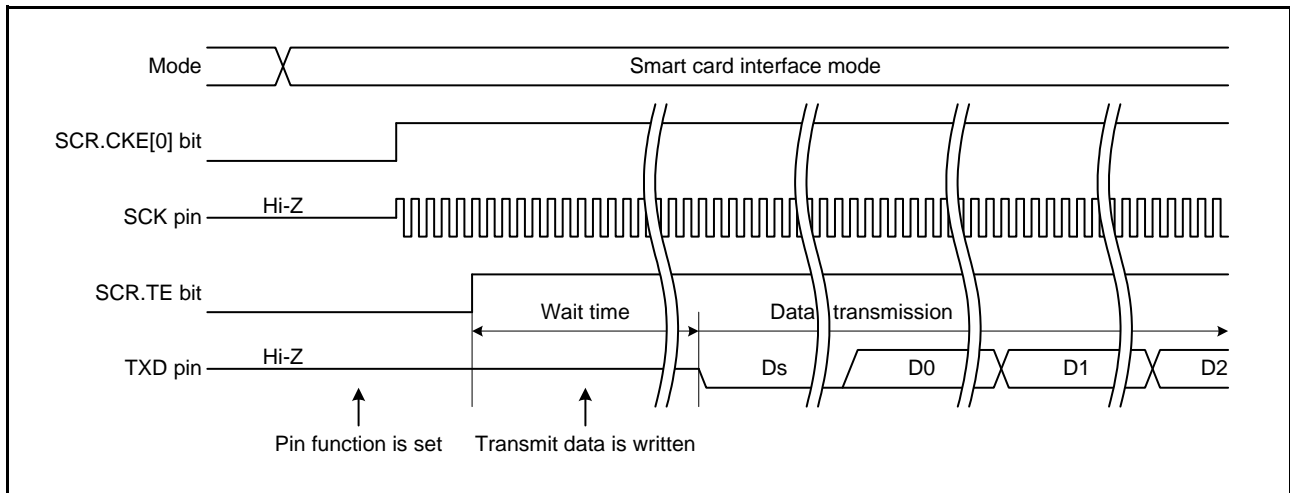 Mode
Smart card interface mode
SCR.CKE[0] bit
SCK pin
Hi-Z
SCR.TE bit
Wait time
Data transmission
TXD pin
Hi-Z
Ds
D0
D1
D2
Pin function is set
Transmit data is written